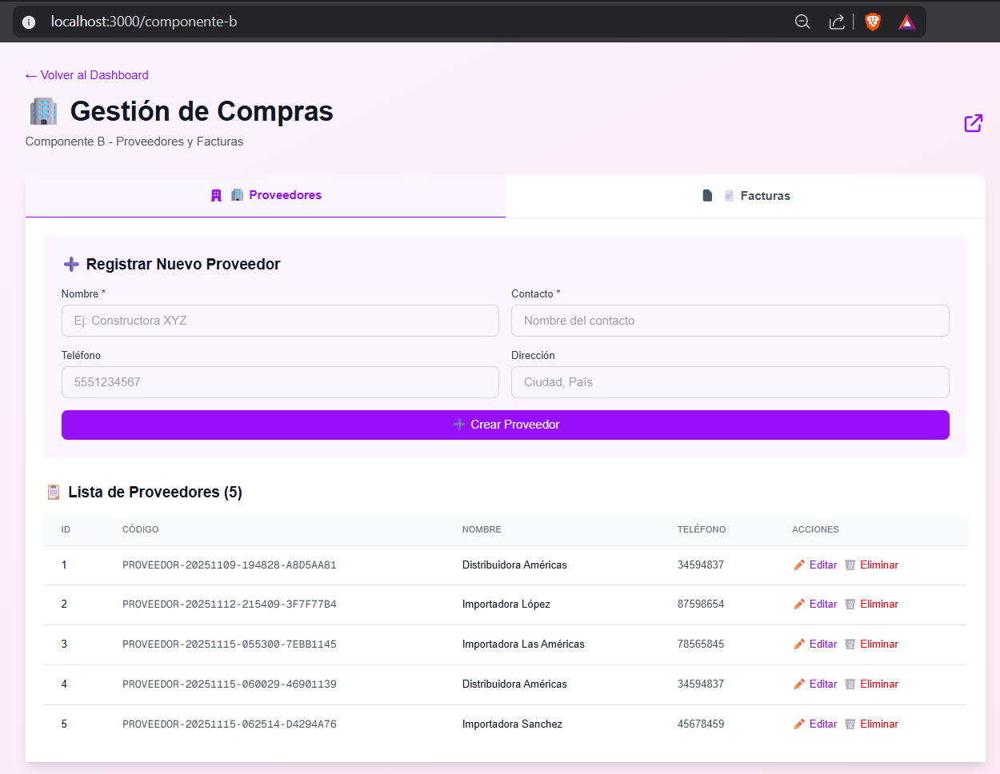 localhost:3000/componente-b
← Volver al Dashboard
Gestión de Compras
Componente B - Proveedores y Facturas
Proveedores
Facturas
Registrar Nuevo Proveedor
Nombre * Contacto *
Ej: Constructora XYZ Nombre del contacto
Teléfono Dirección
5551234567 Ciudad, País
Crear Proveedor
Lista de Proveedores (5)
ID CÓDIGO NOMBRE TELÉFONO ACCIONES
1 PROVEEDOR-20251109-194828-A8D5AA81 Distribuidora Américas 34594837 Editar Eliminar
2 PROVEEDOR-20251112-215409-3F7F77B4 Importadora López 87598654 Editar Eliminar
3 PROVEEDOR-20251115-055300-7EBB1145 Importadora Las Américas 78565845 Editar Eliminar
4 PROVEEDOR-20251115-060029-46901139 Distribuidora Américas 34594837 Editar Eliminar
5 PROVEEDOR-20251115-062514-D4294A76 Importadora Sanchez 45678459 Editar Eliminar